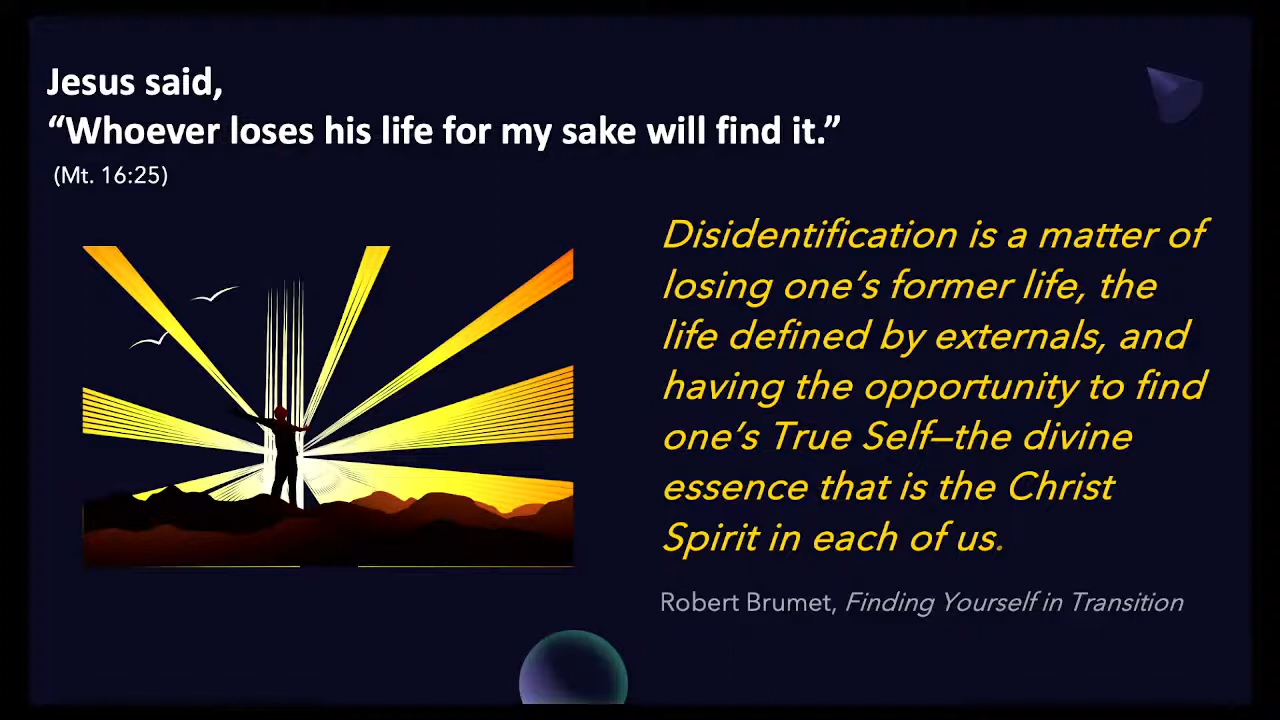 Jesus said,
“Whoever loses his life for my sake will find it.”
(Mt. 16:25)
Disidentification is a matter of
losing one’s former life, the
life defined by externals, and
having the opportunity to find
one’s True Self—the divine
essence that is the Christ
Spirit in each of us.
Robert Brumet, Finding Yourself in Transition